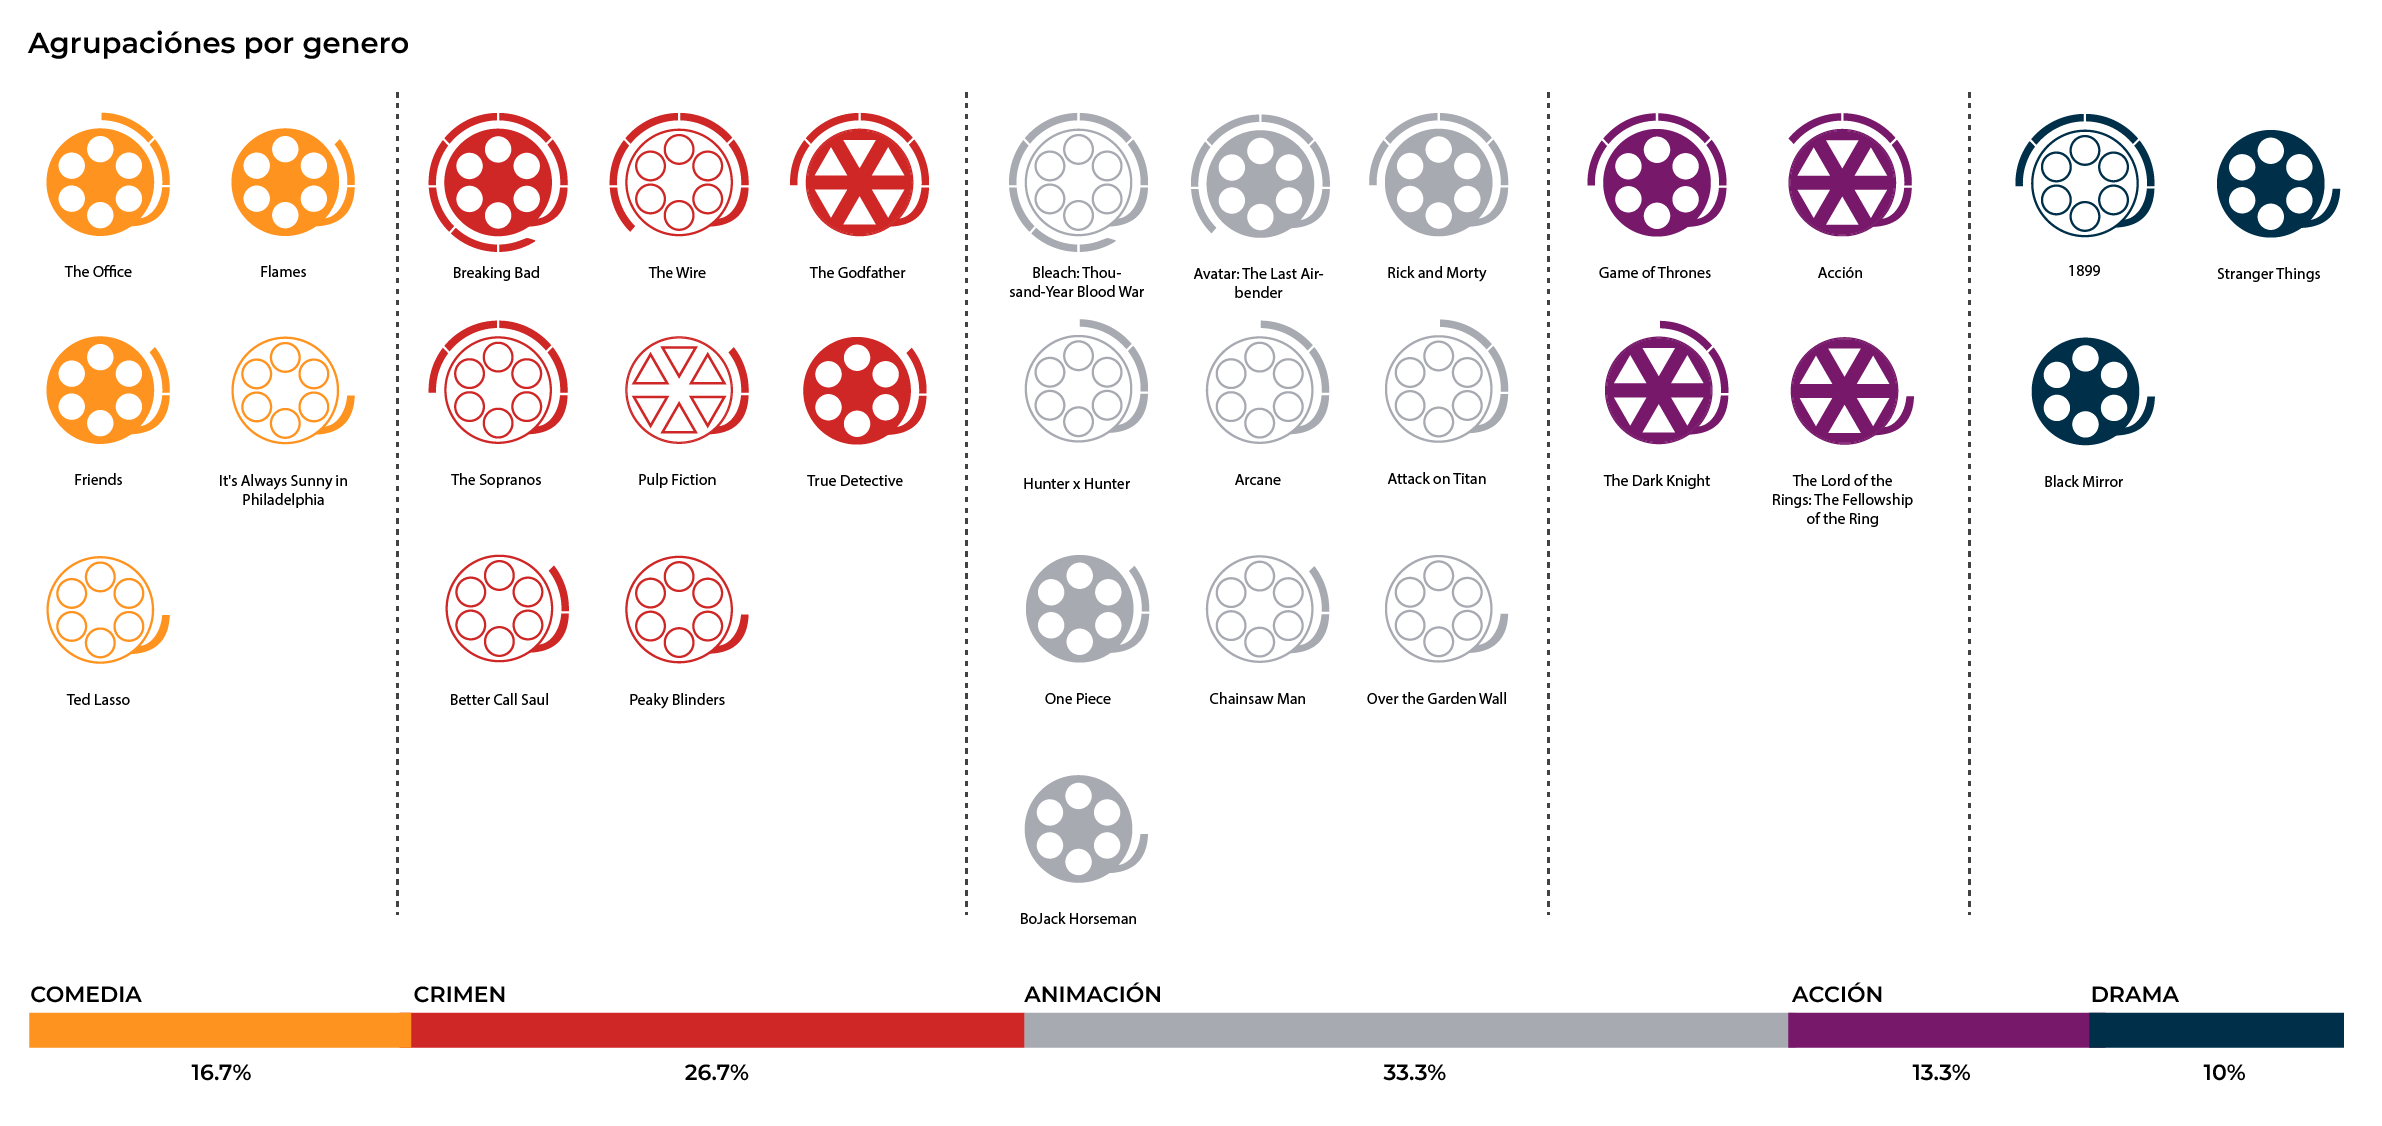 Agrupaciónes por genero
The Office
Flames
Breaking Bad
The Wire
The Godfather
Bleach: Thou-
sand-Year Blood War
Avatar: The Last Air-
bender
Rick and Morty
Game of Thrones
Acción
1899
Stranger Things
Friends
It's Always Sunny in
Philadelphia
The Sopranos
Pulp Fiction
True Detective
Hunter x Hunter
Arcane
Attack on Titan
The Dark Knight
The Lord of the
Rings: The Fellowship
of the Ring
Black Mirror
Ted Lasso
Better Call Saul
Peaky Blinders
One Piece
Chainsaw Man
Over the Garden Wall
BoJack Horseman
COMEDIA
CRIMEN
ANIMACIÓN
ACCIÓN
DRAMA
16.7%
26.7%
33.3%
13.3%
10%